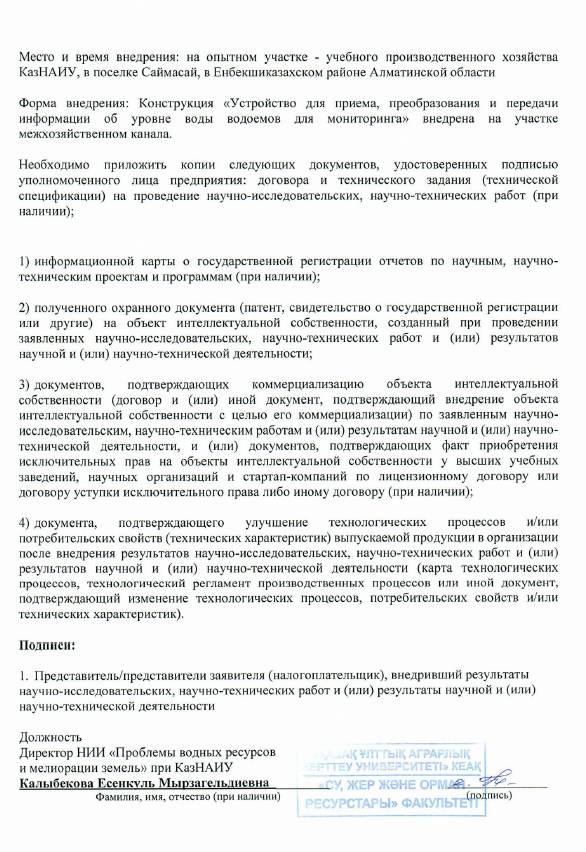 Место и время внедрения: на опытном участке - учебного производственного хозяйства
КазНАИУ, в поселке Саймасай, в Енбекшиказахском районе Алматинской области
Форма внедрения: Конструкция «Устройство для приема, преобразования и передачи
информации об уровне воды водоемов для мониторинга» внедрена на участке
межхозяйственном канала.
Необходимо приложить копии следующих документов, удостоверенных подписью
уполномоченного лица предприятия: договора и технического задания (технической
спецификации) на проведение научно-исследовательских, научно-технических работ (при
наличии);
1) информационной карты о государственной регистрации отчетов по научным, научно-
техническим проектам и программам (при наличии);
2) полученного охранного документа (патент, свидетельство о государственной регистрации
или другие) на объект интеллектуальной собственности, созданный при проведении
заявленных научно-исследовательских, научно-технических работ и (или) результатов
научной и (или) научно-технической деятельности;
3) документов, подтверждающих коммерциализацию объекта интеллектуальной
собственности (договор и (или) иной документ, подтверждающий внедрение объекта
интеллектуальной собственности с целью его коммерциализации) по заявленным научно-
исследовательским, научно-техническим работам и (или) результатам научной и (или) научно-
технической деятельности, и (или) документов, подтверждающих факт приобретения
исключительных прав на объекты интеллектуальной собственности у высших учебных
заведений, научных организаций и стартап-компаний по лицензионному договору или
договору уступки исключительного права либо иному договору (при наличии);
4) документа, подтверждающего улучшение технологических процессов и/или
потребительских свойств (технических характеристик) выпускаемой продукции в организации
после внедрения результатов научно-исследовательских, научно-технических работ и (или)
результатов научной и (или) научно-технической деятельности (карта технологических
процессов, технологический регламент производственных процессов или иной документ,
подтверждающий изменение технологических процессов, потребительских свойств и/или
технических характеристик).
Подписи:
1. Представитель/представители заявителя (налогоплательщик), внедривший результаты
научно-исследовательских, научно-технических работ и (или) результаты научной и (или)
научно-технической деятельности
Должность
Директор НИИ «Проблемы водных ресурсов
и мелиорации земель» при КазНАИУ
Калыбекова Есенкуль Мырзагельдиевна
Фамилия, имя, отчество (при наличии)
(подпись)
ҰЛТТЫҚ АГРАРЛЫҚ
УНИВЕРСИТЕТІ» КЕАҚ
«СУ, ЖЕР ЖӘНЕ ОРМАН
РЕСУРСТАРЫ» ФАКУЛЬТЕТІ